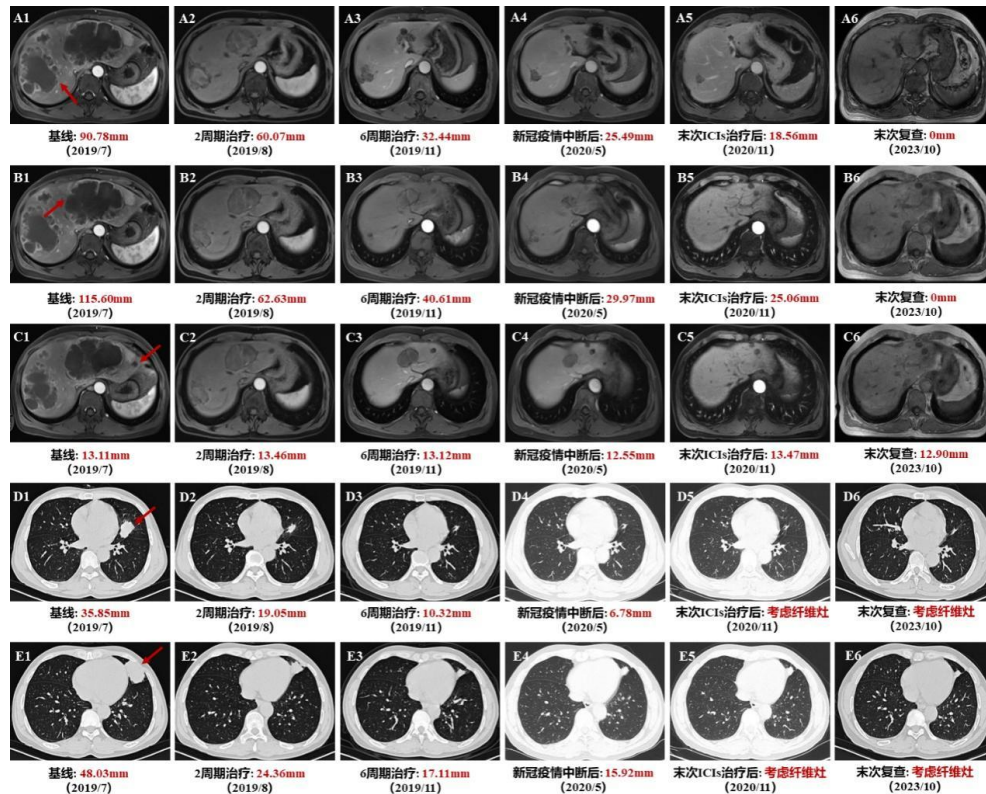 A1 A2 A3 A4 A5 A6
基线: 90.78mm 2周期治疗: 60.07mm 6周期治疗: 32.44mm 新冠疫情中断后: 25.49mm 末次ICIs治疗后: 18.56mm 末次复查: 0mm
(2019/7) (2019/8) (2019/11) (2020/5) (2020/11) (2023/10)
B1 B2 B3 B4 B5 B6
基线: 115.60mm 2周期治疗: 62.63mm 6周期治疗: 40.61mm 新冠疫情中断后: 29.97mm 末次ICIs治疗后: 25.06mm 末次复查: 0mm
(2019/7) (2019/8) (2019/11) (2020/5) (2020/11) (2023/10)
C1 C2 C3 C4 C5 C6
基线: 13.11mm 2周期治疗: 13.46mm 6周期治疗: 13.12mm 新冠疫情中断后: 12.55mm 末次ICIs治疗后: 13.47mm 末次复查: 12.90mm
(2019/7) (2019/8) (2019/11) (2020/5) (2020/11) (2023/10)
D1 D2 D3 D4 D5 D6
基线: 35.85mm 2周期治疗: 19.05mm 6周期治疗: 10.32mm 新冠疫情中断后: 6.78mm 末次ICIs治疗后: 考虑纤维灶 末次复查: 考虑纤维灶
(2019/7) (2019/8) (2019/11) (2020/5) (2020/11) (2023/10)
E1 E2 E3 E4 E5 E6
基线: 48.03mm 2周期治疗: 24.36mm 6周期治疗: 17.11mm 新冠疫情中断后: 15.92mm 末次ICIs治疗后: 考虑纤维灶 末次复查: 考虑纤维灶
(2019/7) (2019/8) (2019/11) (2020/5) (2020/11) (2023/10)